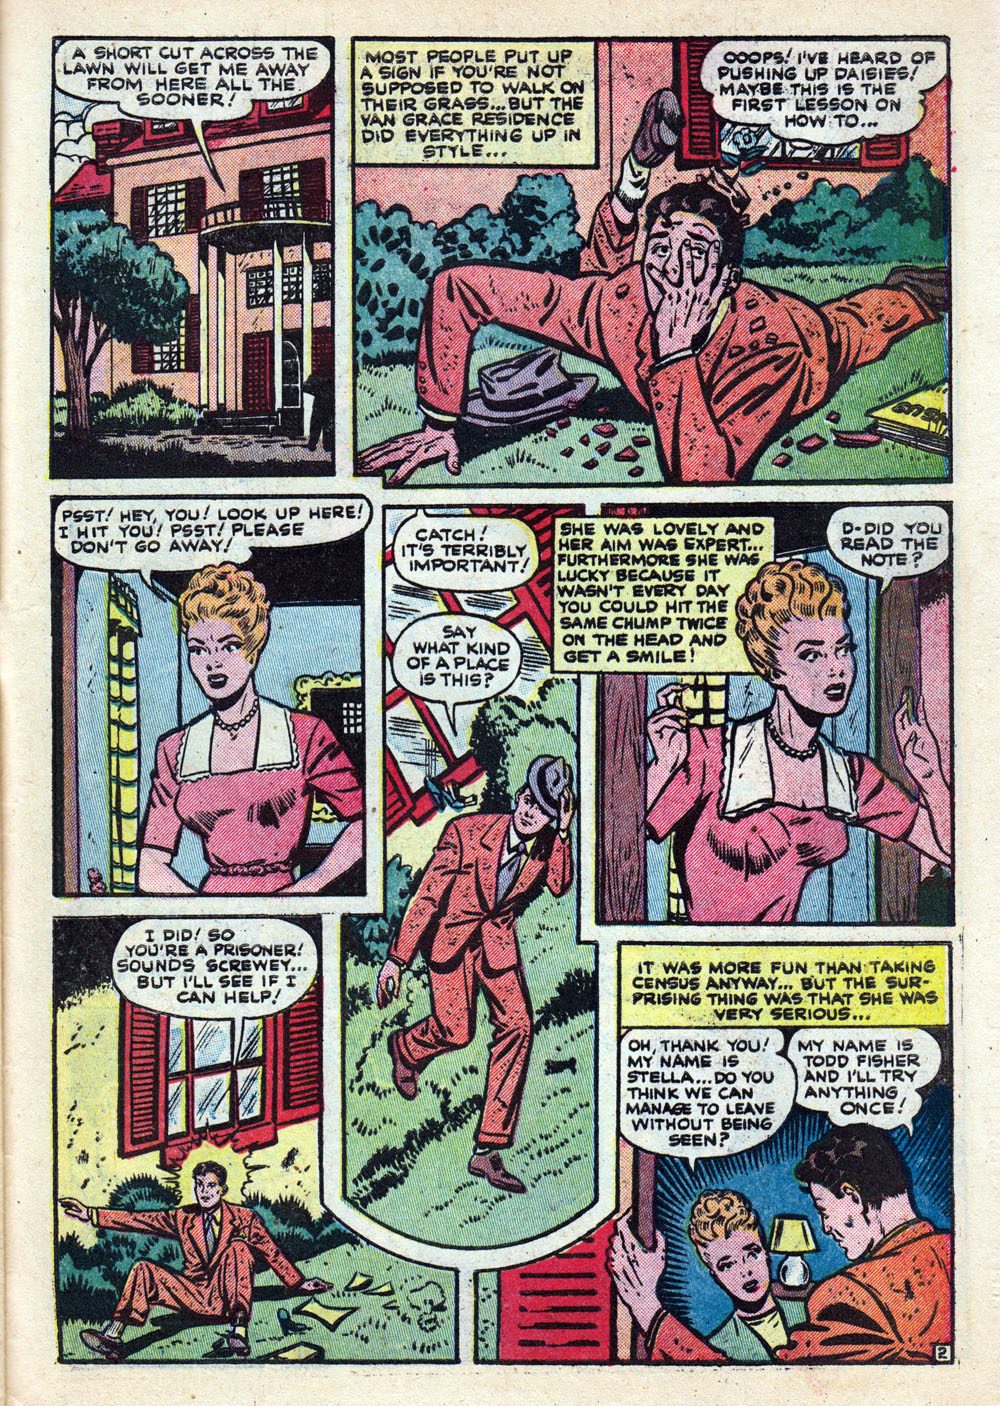 A SHORT CUT ACROSS THE
LAWN WILL GET ME AWAY
FROM HERE ALL THE
SOONER!
MOST PEOPLE PUT UP
A SIGN IF YOU'RE NOT
SUPPOSED TO WALK ON
THEIR GRASS... BUT THE
VAN GRACE RESIDENCE
DID EVERYTHING UP IN
STYLE...
OOOPS! I'VE HEARD OF
PUSHING UP DAISIES!
MAYBE THIS IS THE
FIRST LESSON ON
HOW TO...
PSST! HEY, YOU! LOOK UP HERE!
I HIT YOU! PSST! PLEASE
DON'T GO AWAY!
CATCH!
IT'S TERRIBLY
IMPORTANT!
SAY
WHAT KIND
OF A PLACE
IS THIS?
SHE WAS LOVELY AND
HER AIM WAS EXPERT...
FURTHERMORE SHE WAS
LUCKY BECAUSE IT
WASN'T EVERY DAY
YOU COULD HIT THE
SAME CHUMP TWICE
ON THE HEAD AND
GET A SMILE!
D-DID YOU
READ THE
NOTE?
I DID! SO
YOU'RE A PRISONER!
SOUNDS SCREWEY...
BUT I'LL SEE IF I
CAN HELP!
IT WAS MORE FUN THAN TAKING
CENSUS ANYWAY... BUT THE SUR-
PRISING THING WAS THAT SHE WAS
VERY SERIOUS...
OH, THANK YOU!
MY NAME IS
STELLA... DO YOU
THINK WE CAN
MANAGE TO LEAVE
WITHOUT BEING
SEEN?
MY NAME IS
TODD FISHER
AND I'LL TRY
ANYTHING
ONCE!
2